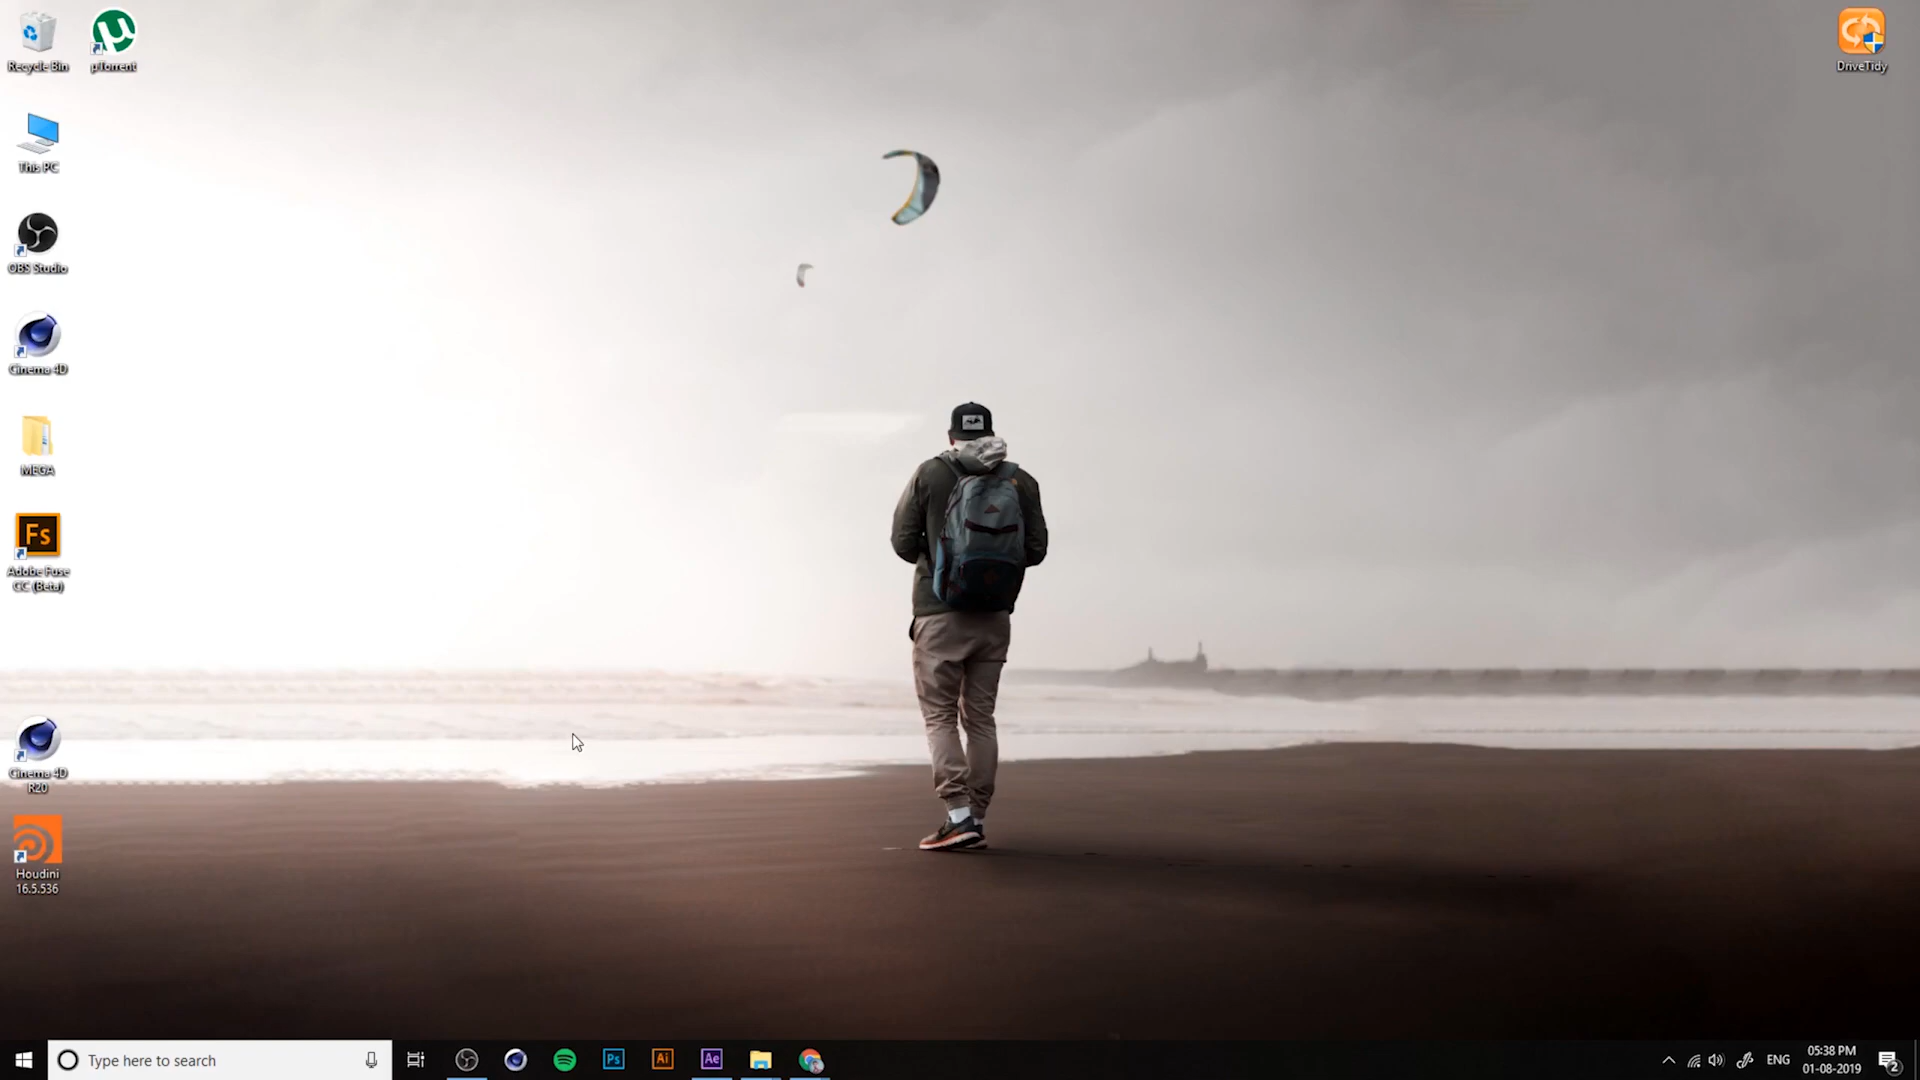 Recycle Bin
µTorrent
DriveTidy
This PC
OBS Studio
Cinema 4D
MEGA
Fs
Adobe Fuse
CC (Beta)
Cinema 4D
R20
Houdini
16.5.536
Type here to search
Ps
Ai
Ae
ENG
05:38 PM
01-08-2019
2